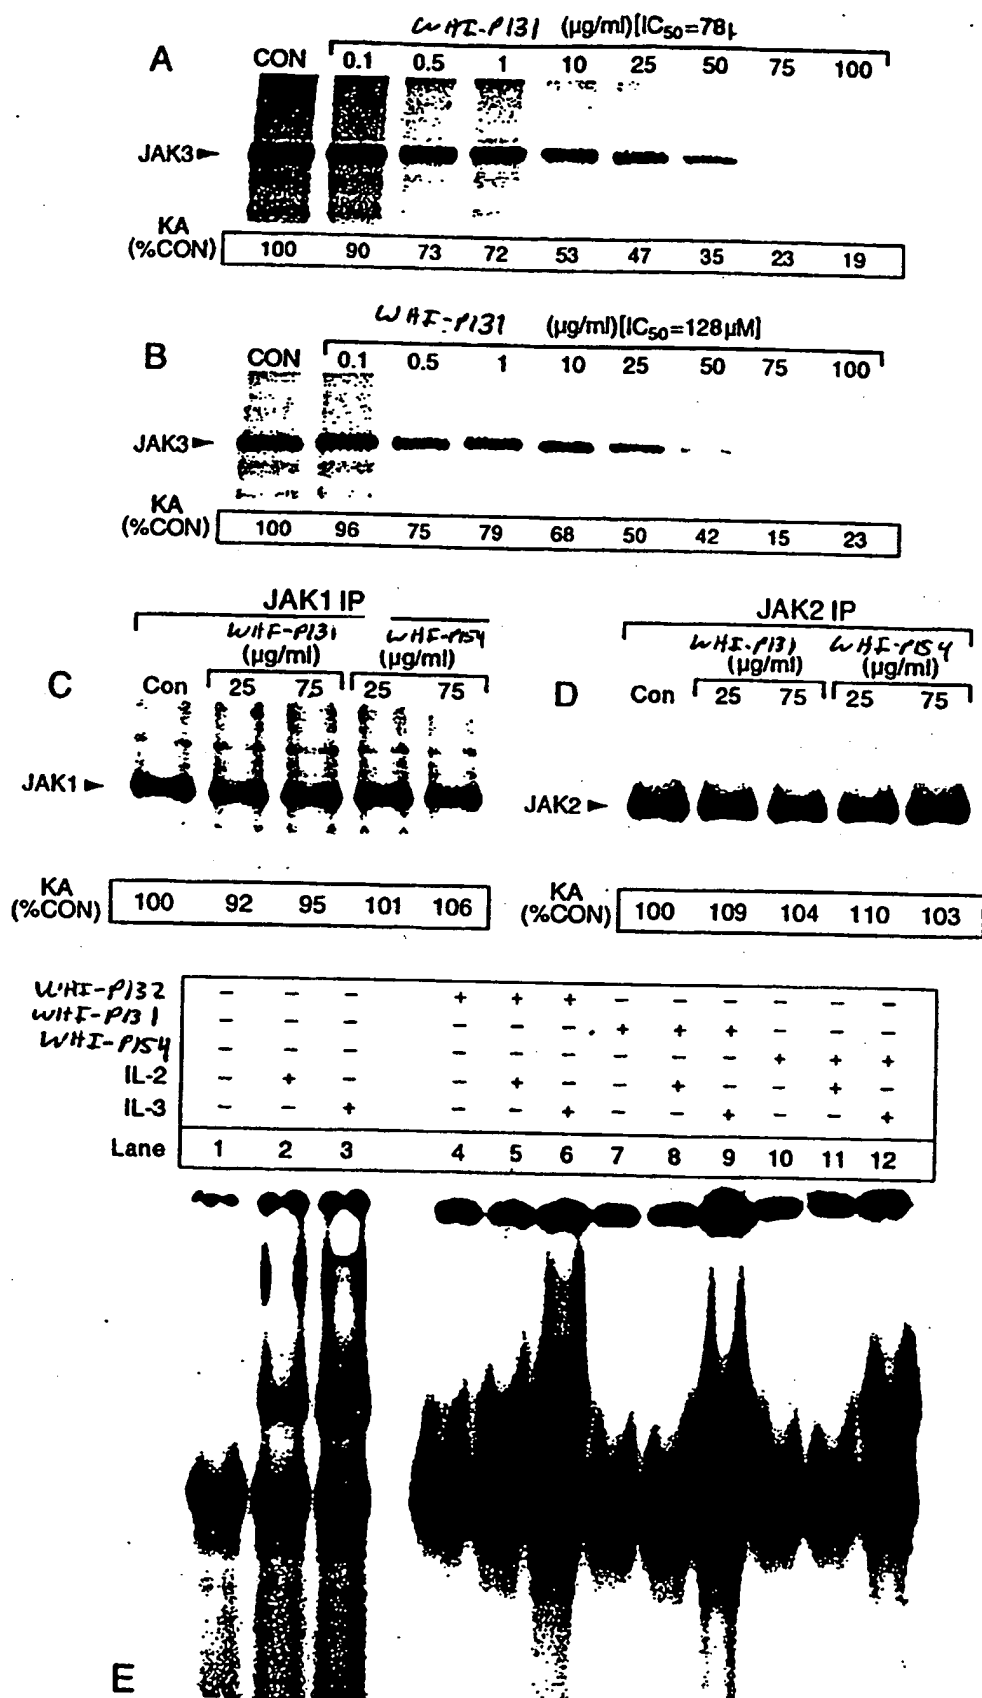 WHI-P131 (µg/ml)[IC50=78µ
A CON 0.1 0.5 1 10 25 50 75 100
JAK3
KA
(%CON) 100 90 73 72 53 47 35 23 19
WHI-P131 (µg/ml)[IC50=128µM]
B CON 0.1 0.5 1 10 25 50 75 100
JAK3
KA
(%CON) 100 96 75 79 68 50 42 15 23
JAK1 IP
WHI-P131 WHI-P154
(µg/ml) (µg/ml)
C Con 25 75 25 75
JAK1
KA
(%CON) 100 92 95 101 106
JAK2 IP
WHI-P131 WHI-P154
(µg/ml) (µg/ml)
D Con 25 75 25 75
JAK2
KA
(%CON) 100 109 104 110 103
WHI-P132 − − − + + + − − − − − −
WHI-P131 − − − − − − + + + − − −
WHI-P154 − − − − − − − − − + + +
IL-2 − + − − + − − + − − + −
IL-3 − − + − − + − − + − − +
Lane 1 2 3 4 5 6 7 8 9 10 11 12
E